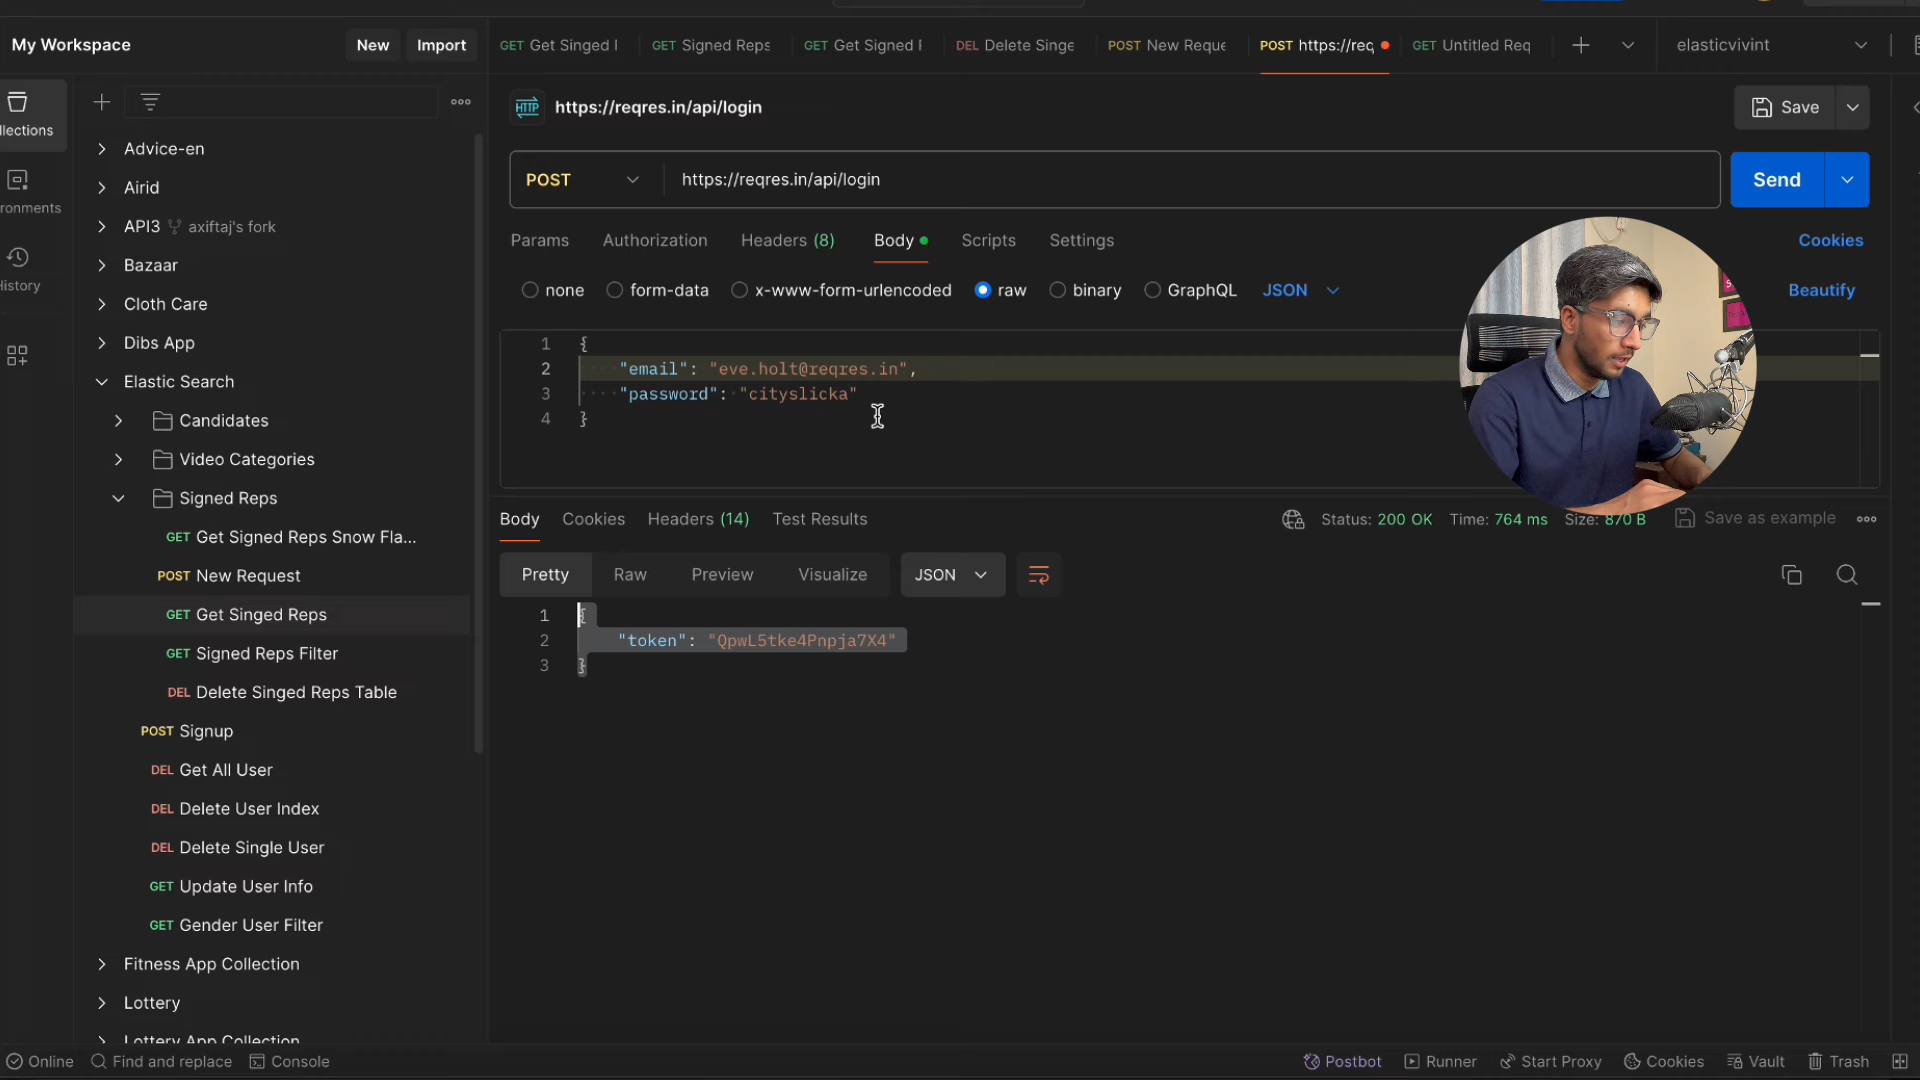 My Workspace
New
Import
GET Get Singed I
GET Signed Reps
GET Get Signed F
DEL Delete Singe
POST New Reque
POST https://req
GET Untitled Req
elasticvivint
llections
ronments
History
Advice-en
Airid
API3 axiftaj's fork
Bazaar
Cloth Care
Dibs App
Elastic Search
Candidates
Video Categories
Signed Reps
GET Get Signed Reps Snow Fla...
POST New Request
GET Get Singed Reps
GET Signed Reps Filter
DEL Delete Singed Reps Table
POST Signup
DEL Get All User
DEL Delete User Index
DEL Delete Single User
GET Update User Info
GET Gender User Filter
Fitness App Collection
Lottery
Lottery App Collection
HTTP https://reqres.in/api/login
Save
POST https://reqres.in/api/login
Send
Params Authorization Headers (8) Body Scripts Settings
Cookies
none form-data x-www-form-urlencoded raw binary GraphQL JSON
Beautify
1 {
2 "email": "eve.holt@reqres.in",
3 "password": "cityslicka"
4 }
Body Cookies Headers (14) Test Results
Status: 200 OK Time: 764 ms Size: 870 B
Save as example
Pretty Raw Preview Visualize JSON
1 {
2 "token": "QpwL5tke4Pnpja7X4"
3 }
Online Find and replace Console
Postbot Runner Start Proxy Cookies Vault Trash